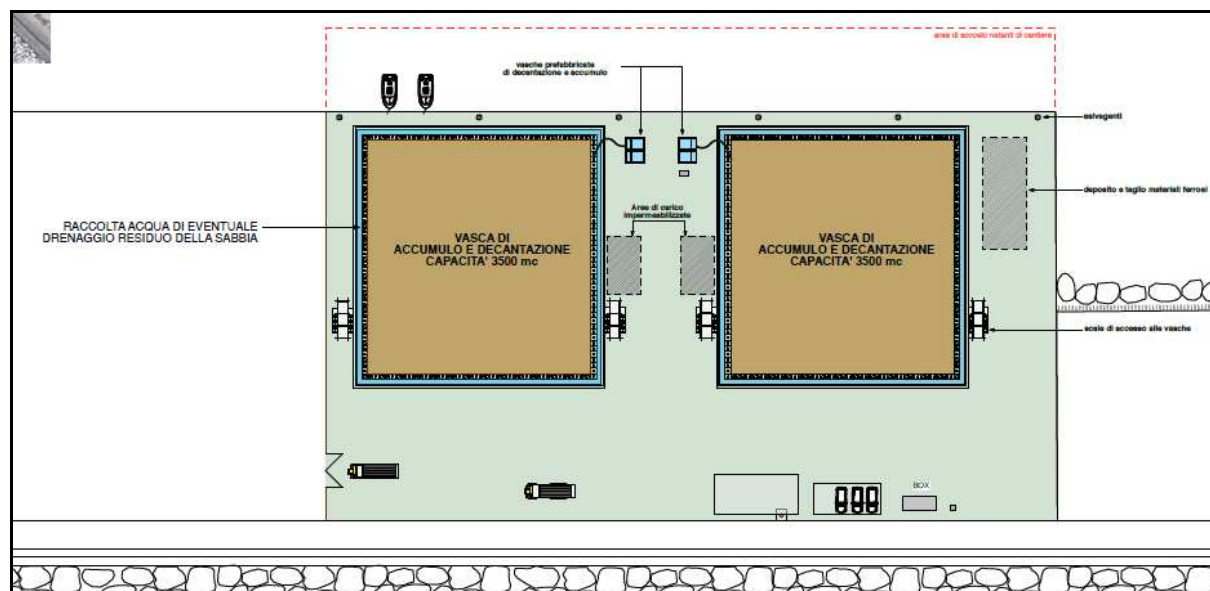 area di accosto natanti di cantiere
vasche prefabbricate
di decantazione e accumulo
salvagenti
deposito e taglio materiali ferrosi
RACCOLTA ACQUA DI EVENTUALE
DRENAGGIO RESIDUO DELLA SABBIA
Aree di carico
impermeabilizzate
VASCA DI
ACCUMULO E DECANTAZIONE
CAPACITA' 3500 mc
VASCA DI
ACCUMULO E DECANTAZIONE
CAPACITA' 3500 mc
scale di accesso alle vasche
BOX